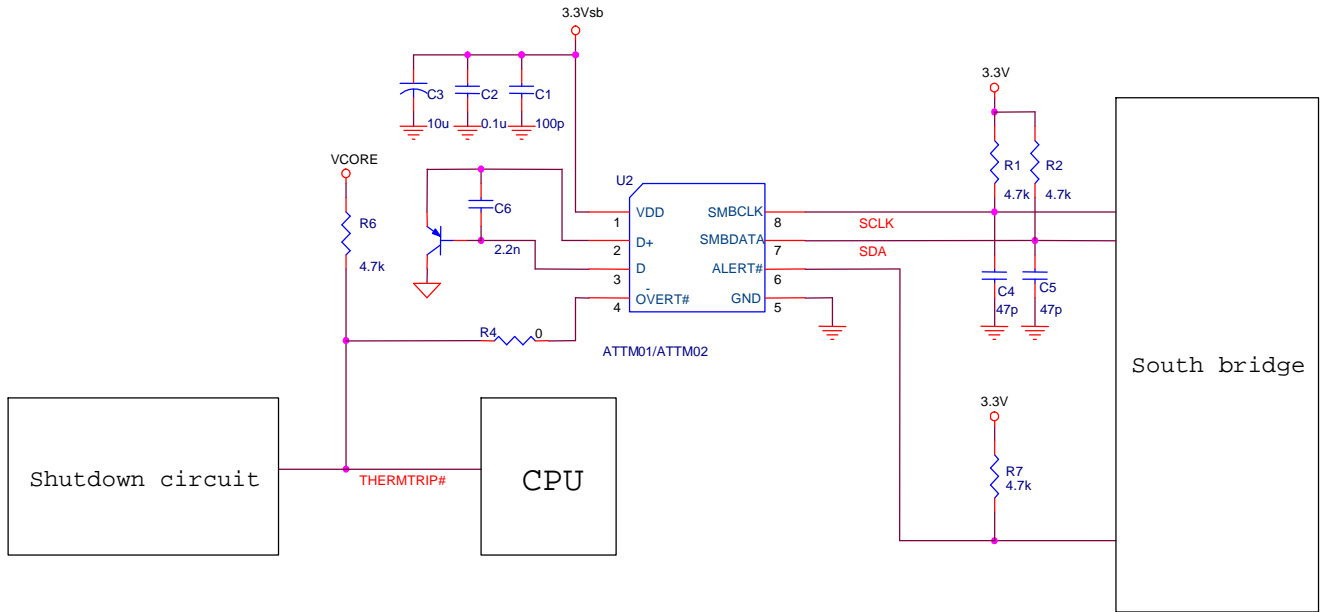 3.3Vsb
C3
C2
C1
10u
0.1u
100p
3.3V
R1
R2
4.7k
4.7k
VCORE
R6
4.7k
C6
2.2n
U2
VDD
1
D+
2
D
-
3
OVERT#
4
SMBCLK
8
SMBDATA
7
ALERT#
6
GND
5
ATTM01/ATTM02
SCLK
SDA
C4
47p
C5
47p
R4
0
South bridge
3.3V
R7
4.7k
Shutdown circuit
THERMTRIP#
CPU